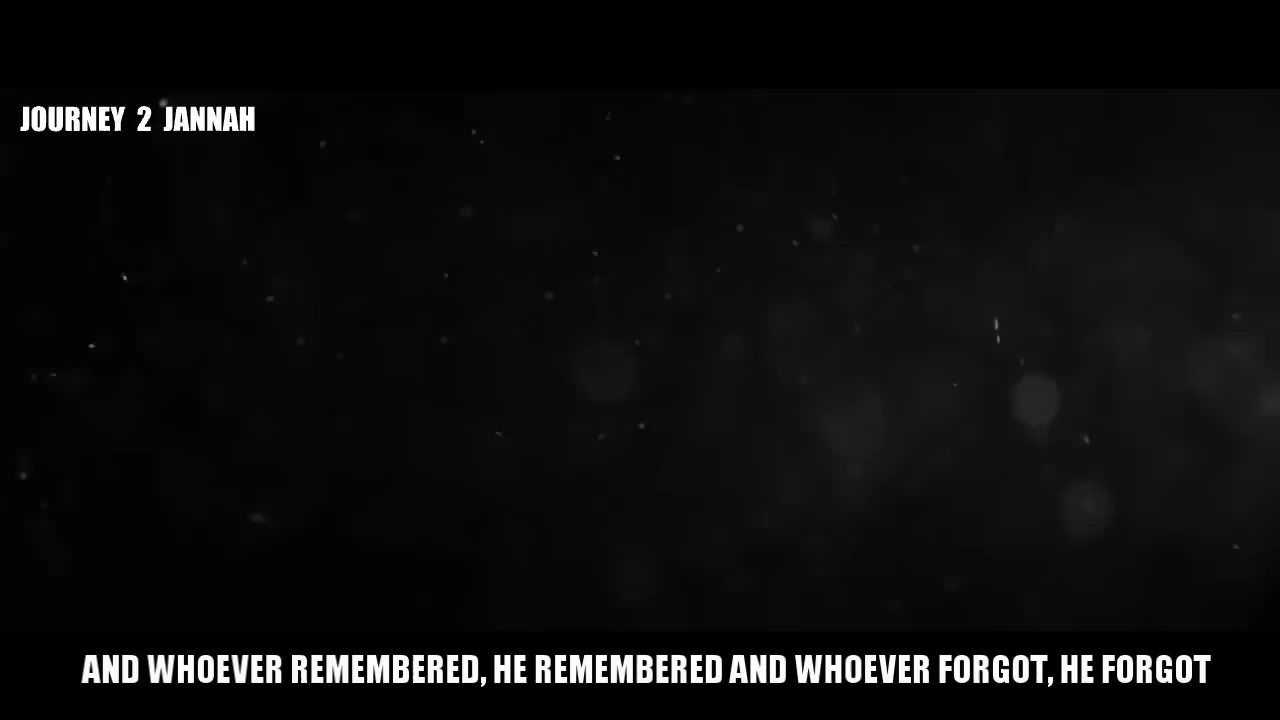 JOURNEY 2 JANNAH
AND WHOEVER REMEMBERED, HE REMEMBERED AND WHOEVER FORGOT, HE FORGOT